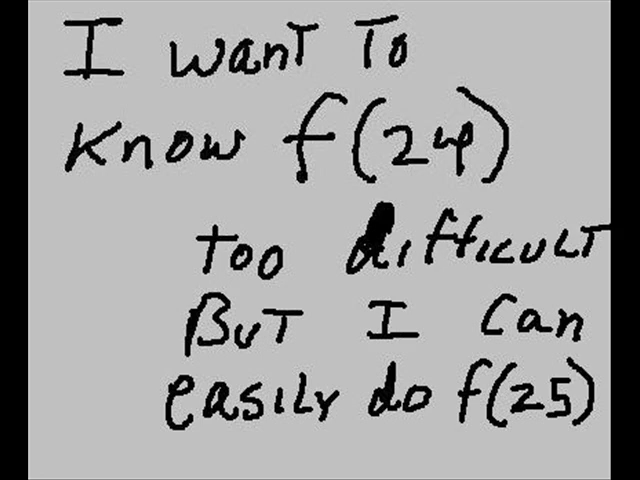 I want To
know f(24)
Too difficult
But I can
easily do f(25)